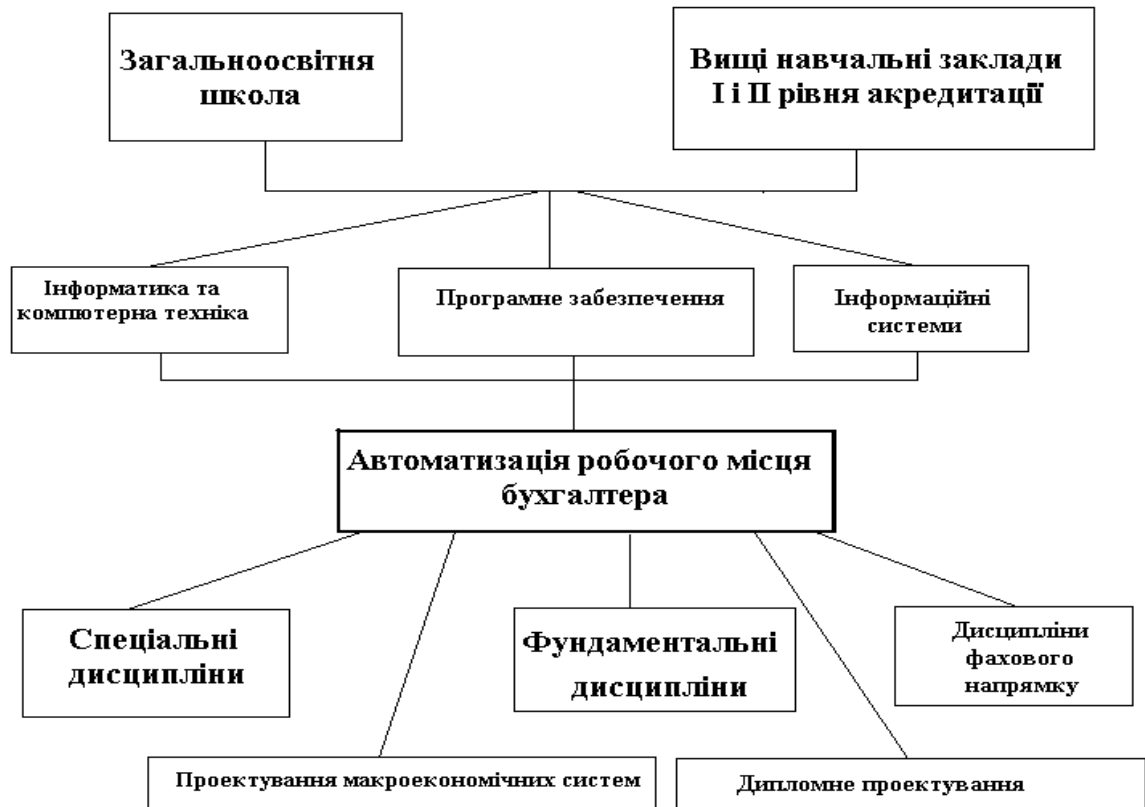 Загальноосвітня
школа
Вищі навчальні заклади
І і ІІ рівня акредитації
Інформатика та
компютерна техніка
Програмне забезпечення
Інформаційні
системи
Автоматизація робочого місця
бухгалтера
Спеціальні
дисципліни
Фундаментальні
дисципліни
Дисципліни
фахового
напрямку
Проектування макроекономічних систем
Дипломне проектування